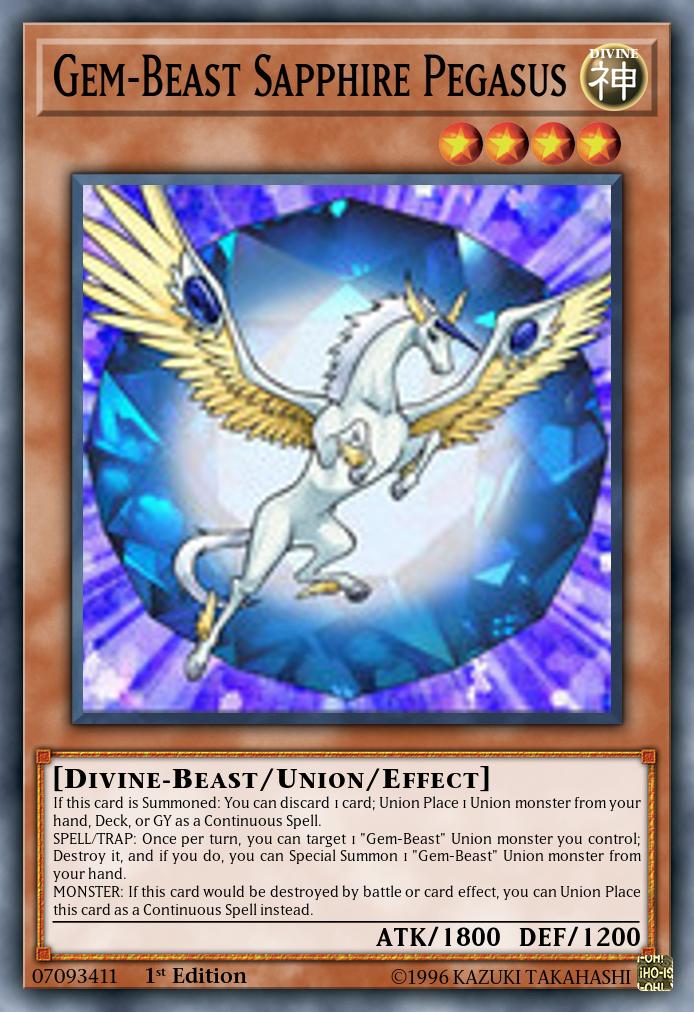 Gem-Beast Sapphire Pegasus
DIVINE
神
[Divine-Beast/Union/Effect]
If this card is Summoned: You can discard 1 card; Union Place 1 Union monster from your
hand, Deck, or GY as a Continuous Spell.
SPELL/TRAP: Once per turn, you can target 1 "Gem-Beast" Union monster you control;
Destroy it, and if you do, you can Special Summon 1 "Gem-Beast" Union monster from
your hand.
MONSTER: If this card would be destroyed by battle or card effect, you can Union Place
this card as a Continuous Spell instead.
ATK/1800 DEF/1200
07093411 1st Edition ©1996 KAZUKI TAKAHASHI